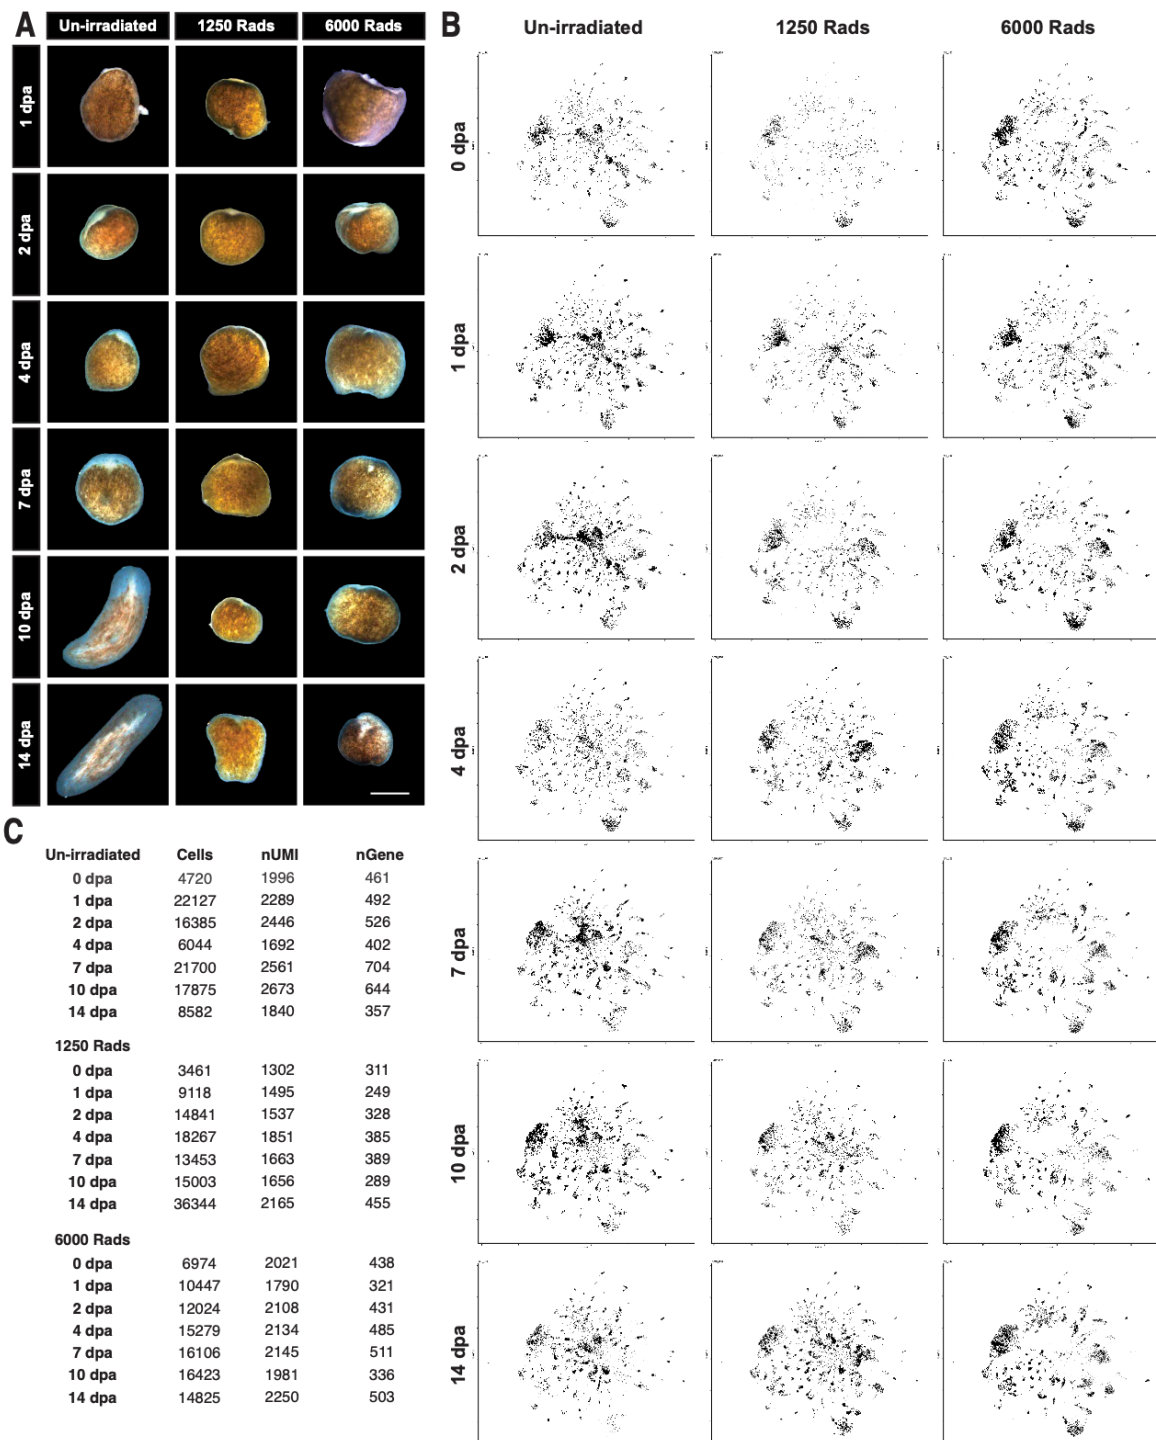 A
Un-irradiated 1250 Rads 6000 Rads
1 dpa
2 dpa
4 dpa
7 dpa
10 dpa
14 dpa
B
Un-irradiated 1250 Rads 6000 Rads
0 dpa
1 dpa
2 dpa
4 dpa
7 dpa
10 dpa
14 dpa
C
Un-irradiated Cells nUMI nGene
0 dpa 4720 1996 461
1 dpa 22127 2289 492
2 dpa 16385 2446 526
4 dpa 6044 1692 402
7 dpa 21700 2561 704
10 dpa 17875 2673 644
14 dpa 8582 1840 357
1250 Rads
0 dpa 3461 1302 311
1 dpa 9118 1495 249
2 dpa 14841 1537 328
4 dpa 18267 1851 385
7 dpa 13453 1663 389
10 dpa 15003 1656 289
14 dpa 36344 2165 455
6000 Rads
0 dpa 6974 2021 438
1 dpa 10447 1790 321
2 dpa 12024 2108 431
4 dpa 15279 2134 485
7 dpa 16106 2145 511
10 dpa 16423 1981 336
14 dpa 14825 2250 503